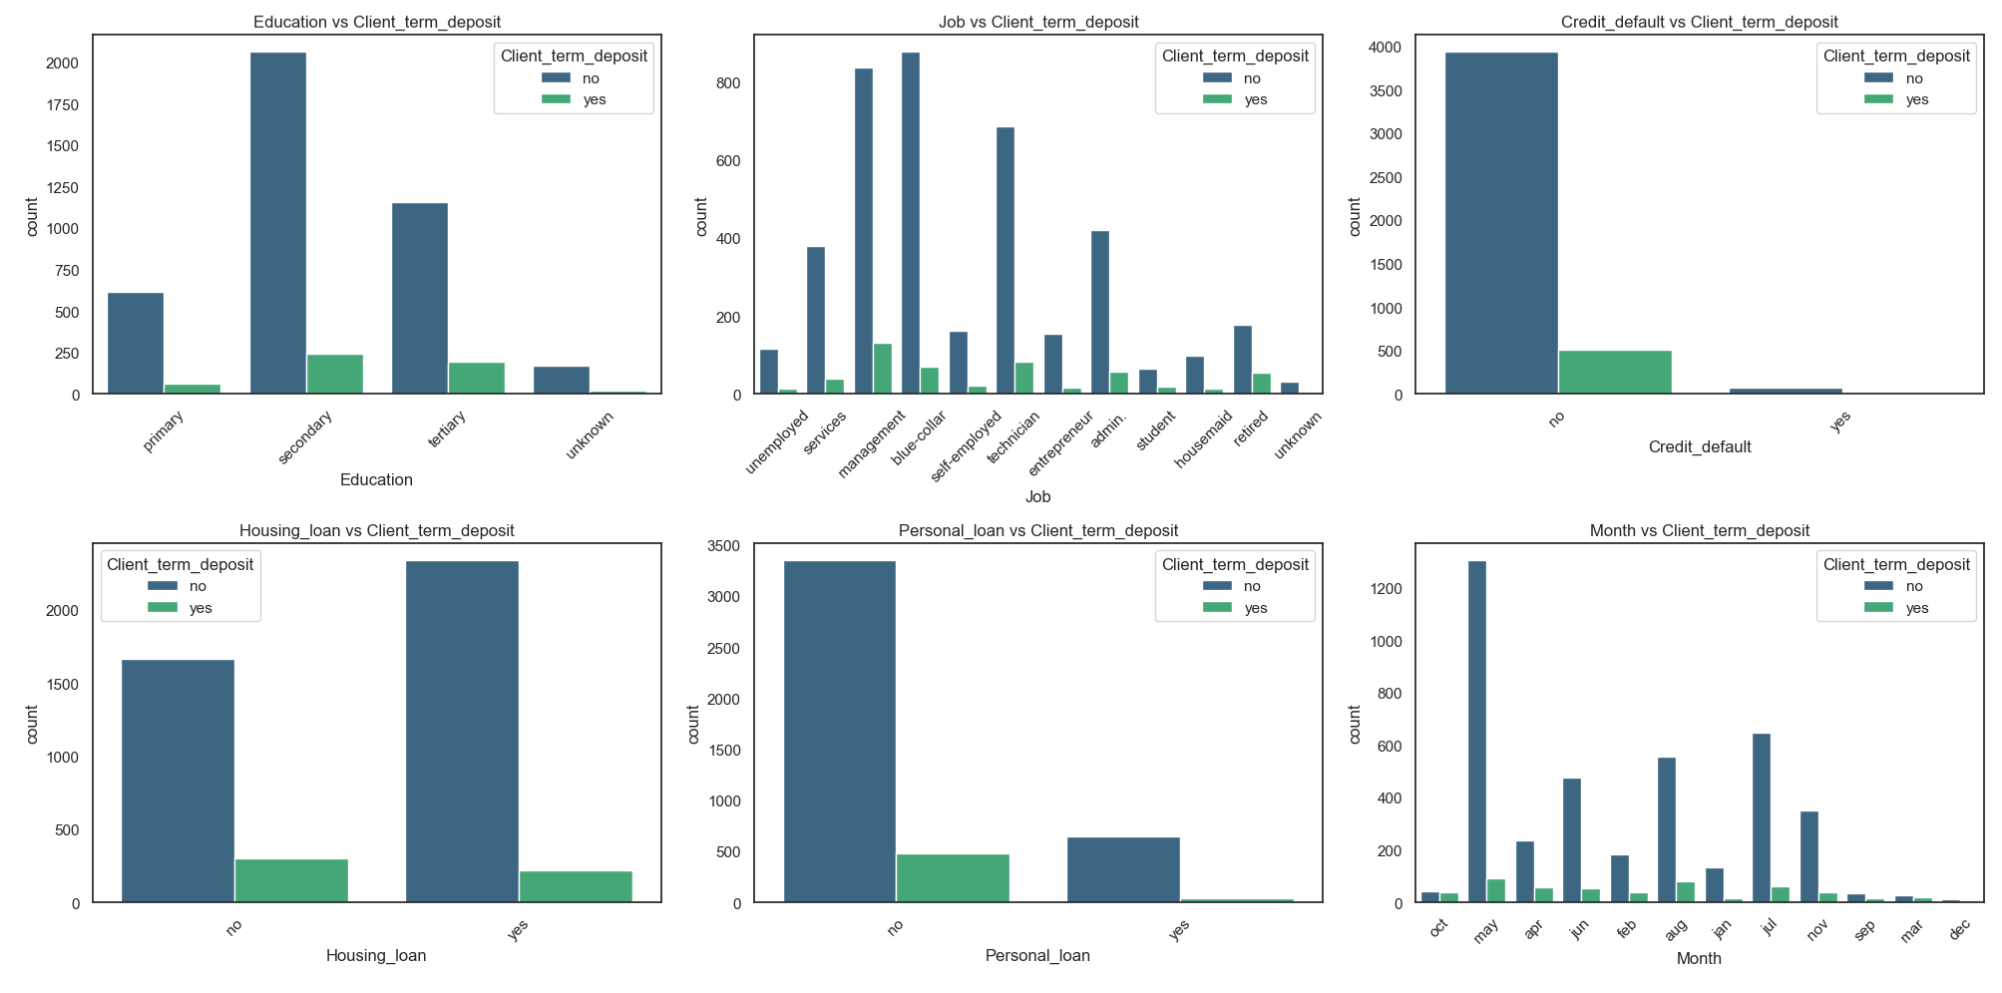 Education vs Client_term_deposit
Client_term_deposit
no
yes
2000
1750
1500
1250
1000
750
500
250
0
count
primary
secondary
tertiary
unknown
Education
Job vs Client_term_deposit
Client_term_deposit
no
yes
800
600
400
200
0
count
unemployed
services
management
blue-collar
self-employed
technician
entrepreneur
admin.
student
housemaid
retired
unknown
Job
Credit_default vs Client_term_deposit
Client_term_deposit
no
yes
4000
3500
3000
2500
2000
1500
1000
500
0
count
no
yes
Credit_default
Housing_loan vs Client_term_deposit
Client_term_deposit
no
yes
2000
1500
1000
500
0
count
no
yes
Housing_loan
Personal_loan vs Client_term_deposit
Client_term_deposit
no
yes
3500
3000
2500
2000
1500
1000
500
0
count
no
yes
Personal_loan
Month vs Client_term_deposit
Client_term_deposit
no
yes
1200
1000
800
600
400
200
0
count
oct
may
apr
jun
feb
aug
jan
jul
nov
sep
mar
dec
Month